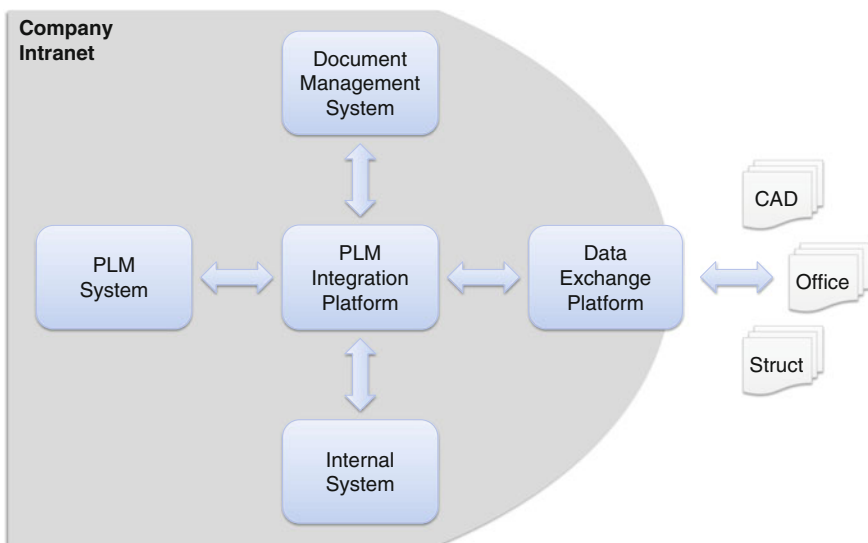 Company
Intranet
Document
Management
System
PLM
System
PLM
Integration
Platform
Data
Exchange
Platform
CAD
Office
Struct
Internal
System